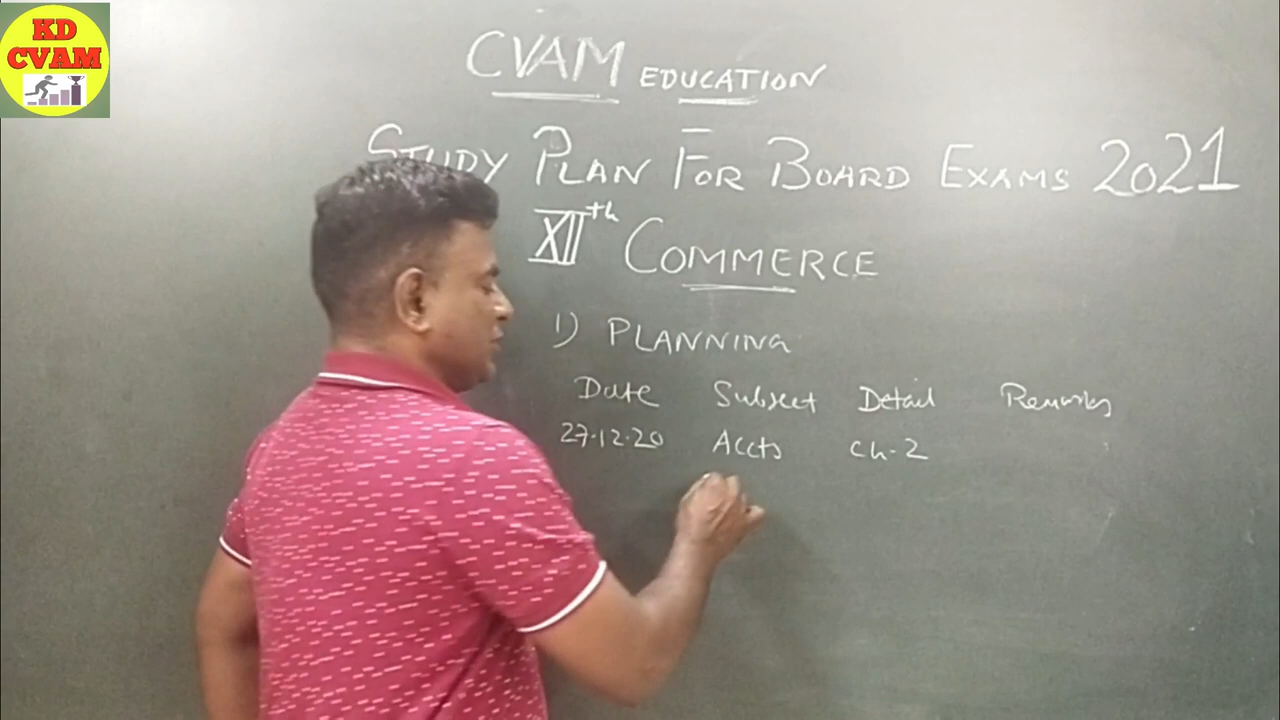 KD
CVAM
CVAM EDUCATION
STUDY PLAN FOR BOARD EXAMS 2021
XIIth COMMERCE
1) PLANNING
Date Subject Detail Remarks
27.12.20 Accts Ch-2